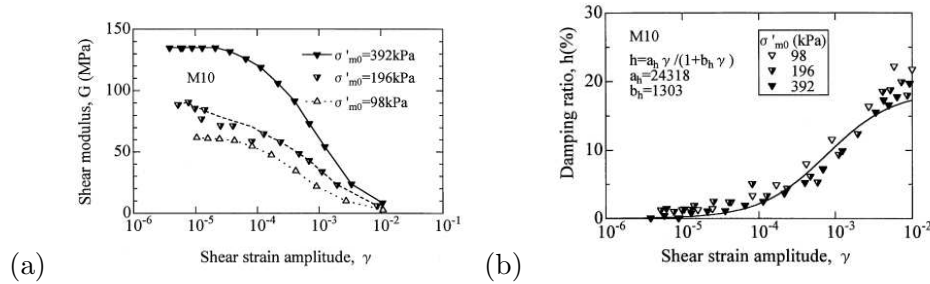 (a)
Shear modulus, G (MPa)
150
100
50
0
M10
σ'm0=392kPa
σ'm0=196kPa
σ'm0=98kPa
10-6 10-5 10-4 10-3 10-2 10-1
Shear strain amplitude, γ
(b)
Damping ratio, h(%)
30
20
10
0
M10
h=ahγ/(1+bhγ)
ah=24318
bh=1303
σ'm0 (kPa)
98
196
392
10-6 10-5 10-4 10-3 10-2
Shear strain amplitude, γ